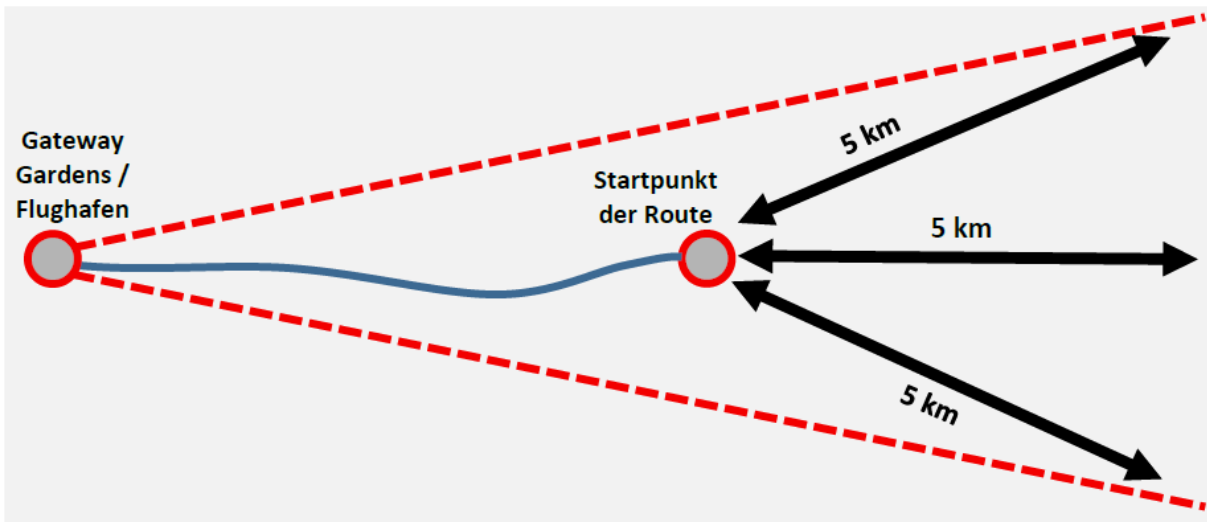 Gateway
Gardens /
Flughafen
Startpunkt
der Route
5 km
5 km
5 km